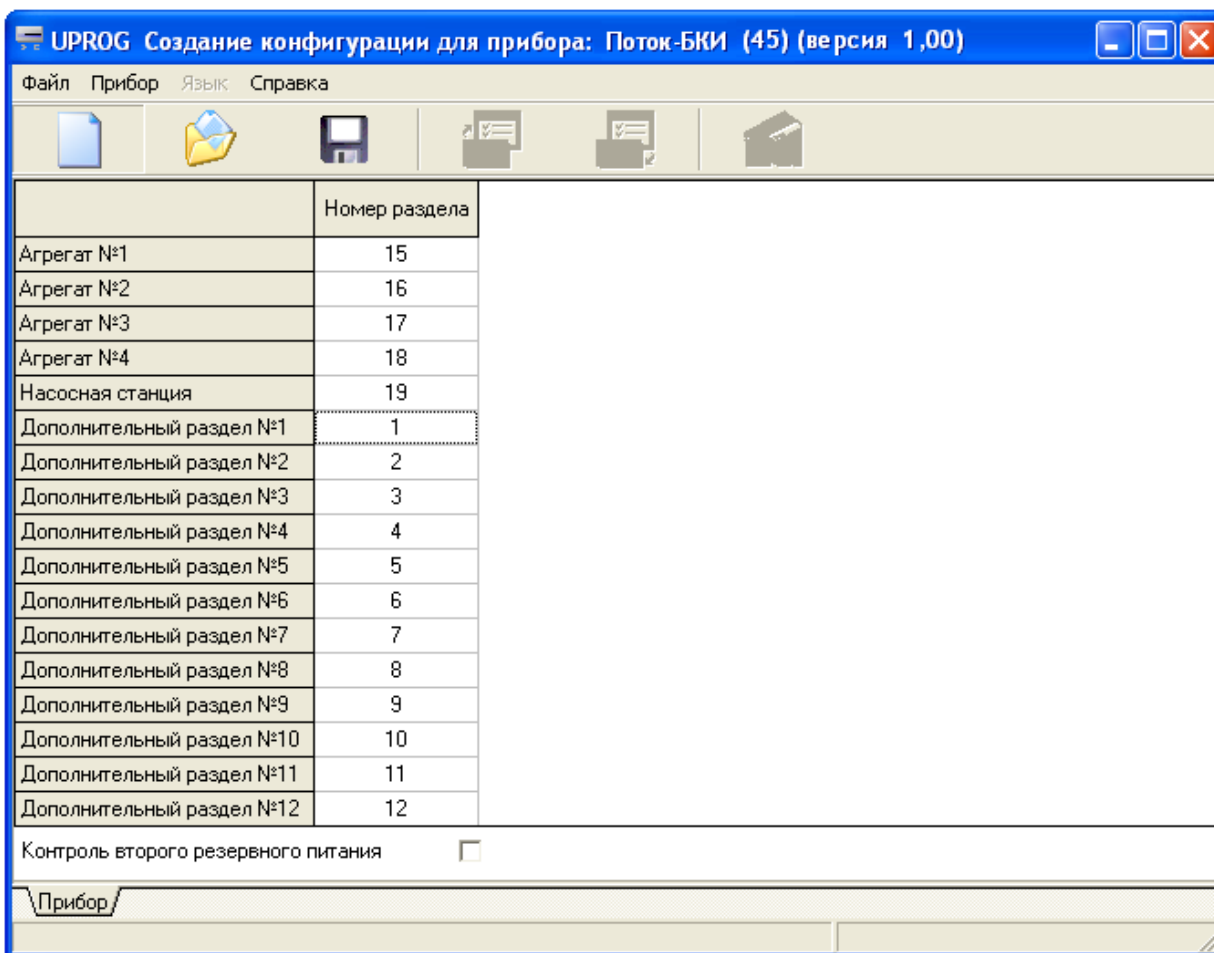 UPROG Создание конфигурации для прибора: Поток-БКИ (45) (версия 1,00)
Файл Прибор Язык Справка
Номер раздела
Агрегат №1 15
Агрегат №2 16
Агрегат №3 17
Агрегат №4 18
Насосная станция 19
Дополнительный раздел №1 1
Дополнительный раздел №2 2
Дополнительный раздел №3 3
Дополнительный раздел №4 4
Дополнительный раздел №5 5
Дополнительный раздел №6 6
Дополнительный раздел №7 7
Дополнительный раздел №8 8
Дополнительный раздел №9 9
Дополнительный раздел №10 10
Дополнительный раздел №11 11
Дополнительный раздел №12 12
Контроль второго резервного питания
Прибор